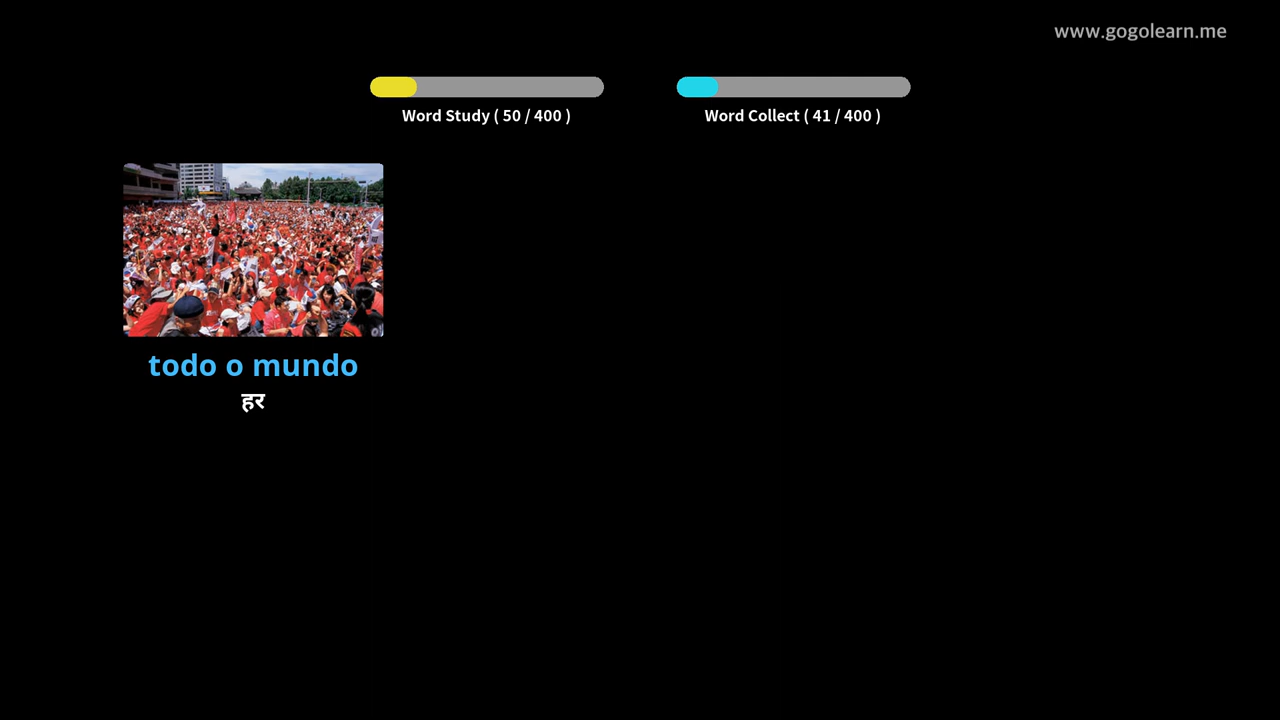 www.gogolearn.me
Word Study ( 50 / 400 )
Word Collect ( 41 / 400 )
todo o mundo
हर